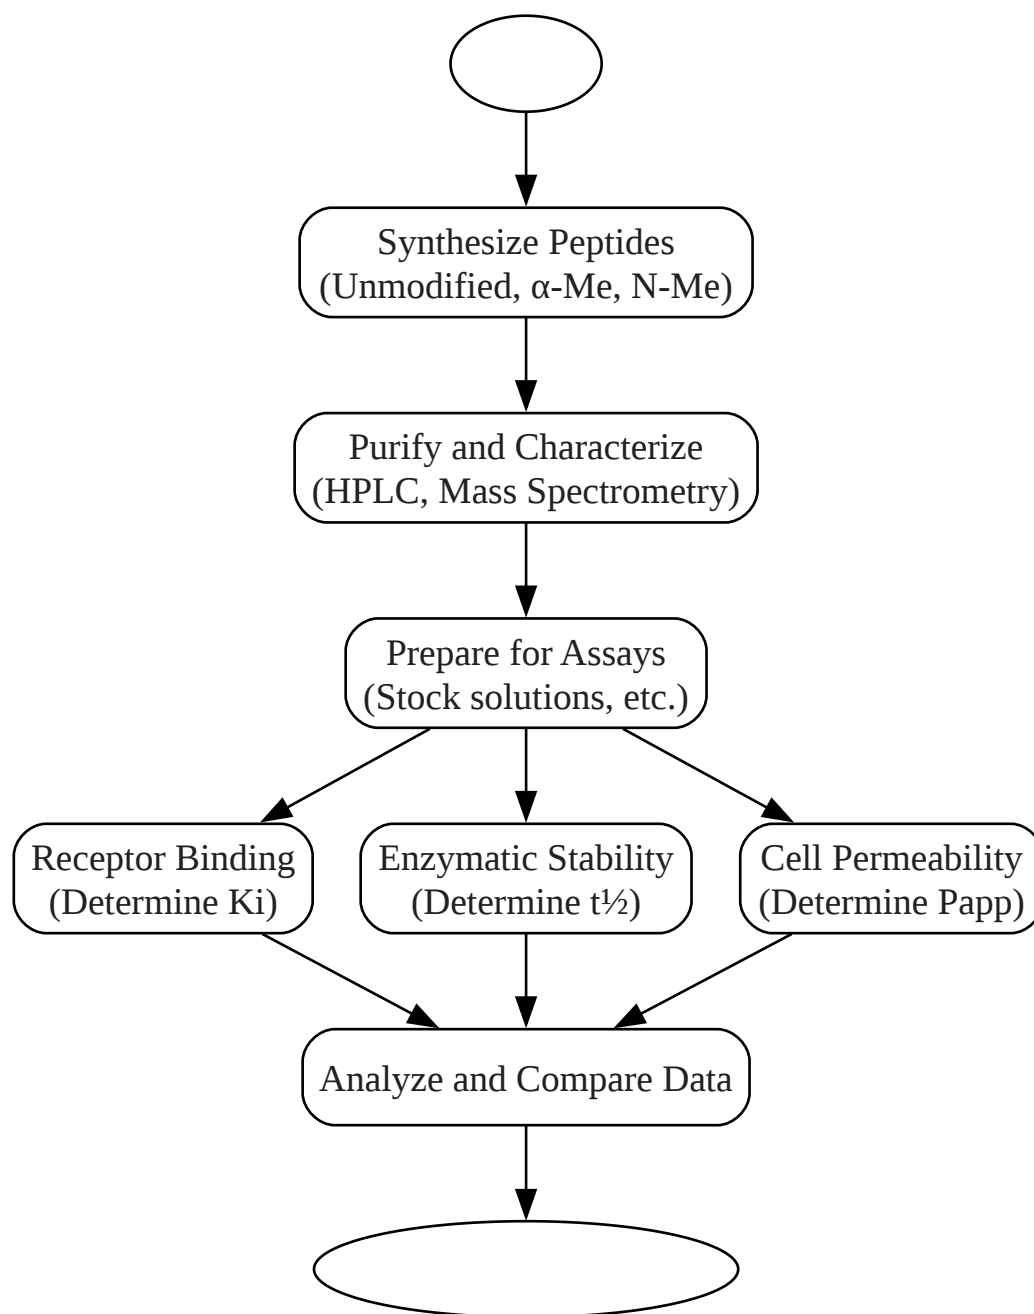 Synthesize Peptides
(Unmodified, α-Me, N-Me)
Purify and Characterize
(HPLC, Mass Spectrometry)
Prepare for Assays
(Stock solutions, etc.)
Receptor Binding
(Determine Ki)
Enzymatic Stability
(Determine t½)
Cell Permeability
(Determine Papp)
Analyze and Compare Data